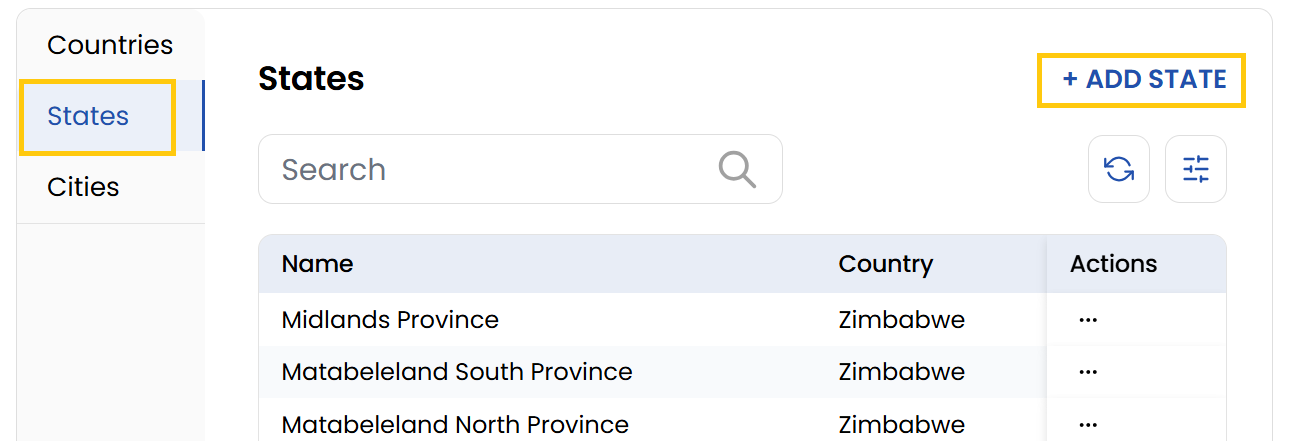 Countries
States
Cities
States
+ ADD STATE
Search
Name Country Actions
Midlands Province Zimbabwe ...
Matabeleland South Province Zimbabwe ...
Matabeleland North Province Zimbabwe ...